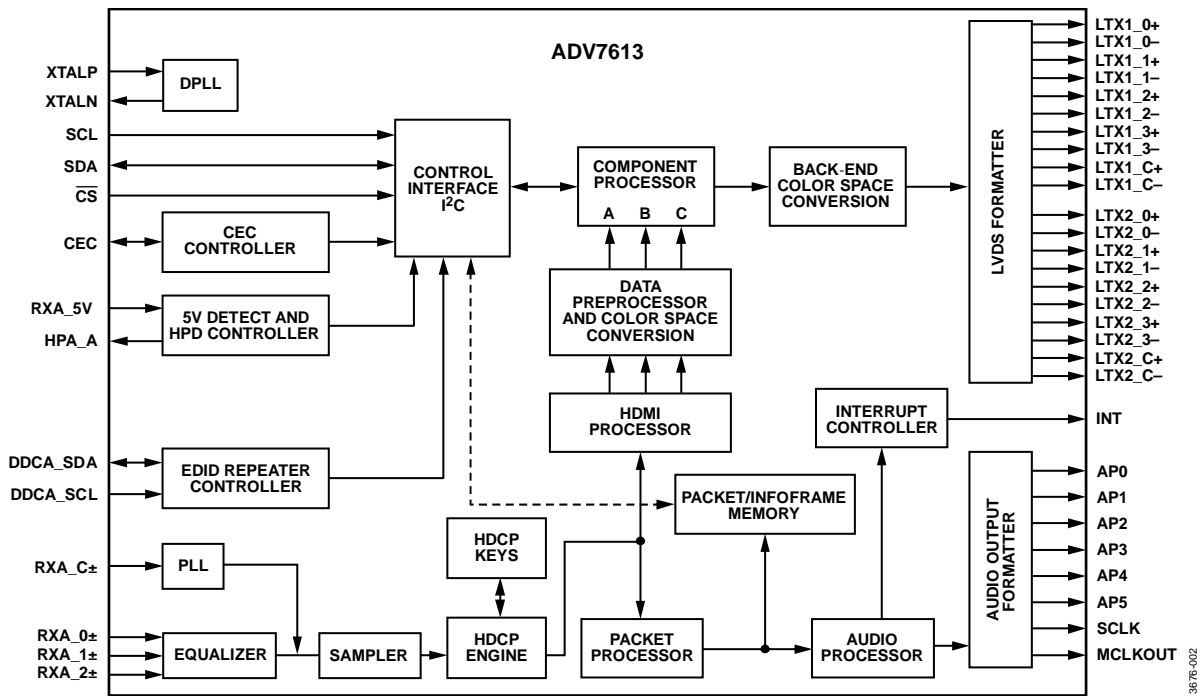 ADV7613
XTALP
XTALN
DPLL
SCL
SDA
CS
CEC
CEC
CONTROLLER
RXA_5V
HPA_A
5V DETECT AND
HPD CONTROLLER
DDCA_SDA
DDCA_SCL
EDID REPEATER
CONTROLLER
RXA_C±
PLL
RXA_0±
RXA_1±
RXA_2±
EQUALIZER
SAMPLER
HDCP
KEYS
HDCP
ENGINE
CONTROL
INTERFACE
I²C
COMPONENT
PROCESSOR
A B C
DATA
PREPROCESSOR
AND COLOR SPACE
CONVERSION
HDMI
PROCESSOR
PACKET/INFOFRAME
MEMORY
PACKET
PROCESSOR
BACK-END
COLOR SPACE
CONVERSION
INTERRUPT
CONTROLLER
AUDIO
PROCESSOR
LVDS FORMATTER
AUDIO OUTPUT
FORMATTER
LTX1_0+
LTX1_0–
LTX1_1+
LTX1_1–
LTX1_2+
LTX1_2–
LTX1_3+
LTX1_3–
LTX1_C+
LTX1_C–
LTX2_0+
LTX2_0–
LTX2_1+
LTX2_1–
LTX2_2+
LTX2_2–
LTX2_3+
LTX2_3–
LTX2_C+
LTX2_C–
INT
AP0
AP1
AP2
AP3
AP4
AP5
SCLK
MCLKOUT
3676-002